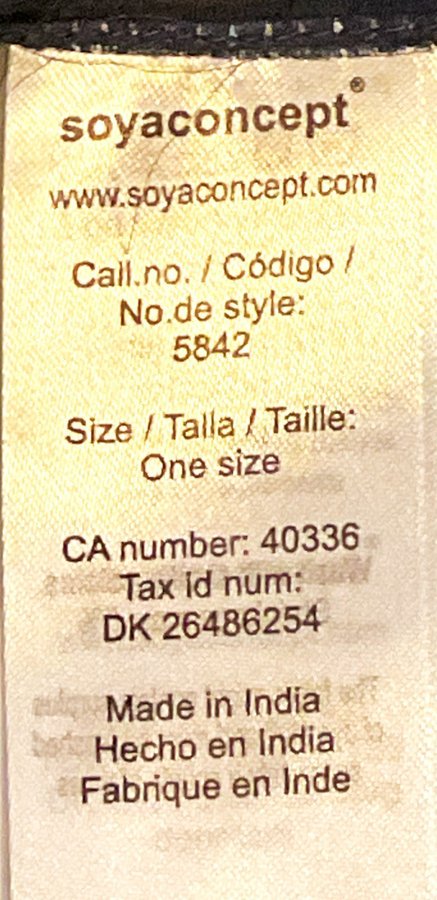 soyaconcept®
www.soyaconcept.com
Call.no. / Código /
No.de style:
5842
Size / Talla / Taille:
One size
CA number: 40336
Tax id num:
DK 26486254
Made in India
Hecho en India
Fabrique en Inde